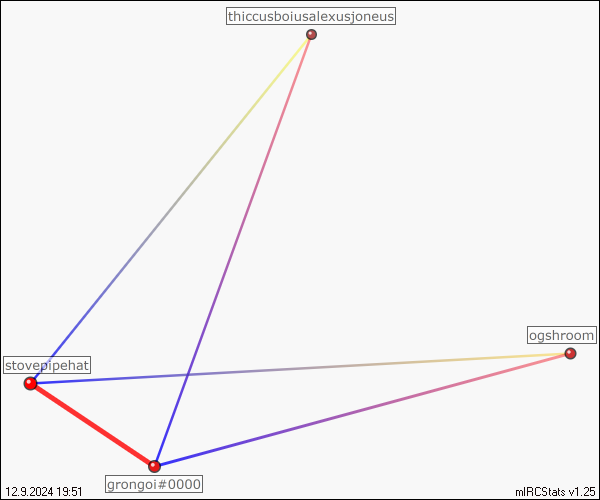 thiccusboiusalexusjoneus
ogshroom
stovepipehat
grongoi#0000
12.9.2024 19:51
mIRCStats v1.25